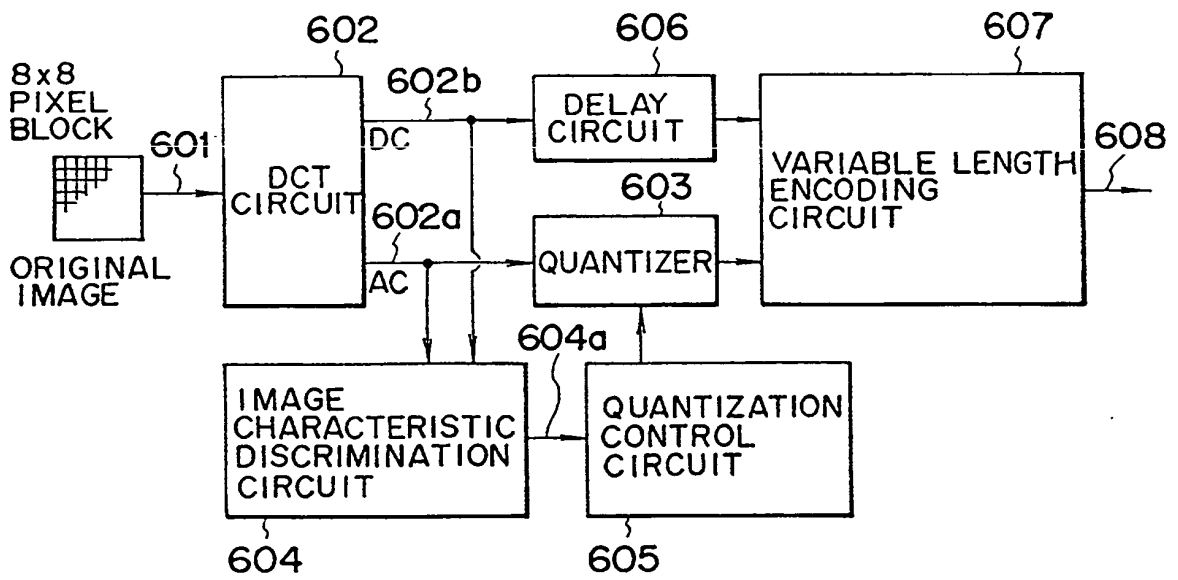 602
606
607
8x8
PIXEL
BLOCK
602b
DELAY
CIRCUIT
DC
601
608
VARIABLE LENGTH
ENCODING
CIRCUIT
DCT
CIRCUIT
603
602a
QUANTIZER
AC
ORIGINAL
IMAGE
604a
IMAGE
CHARACTERISTIC
DISCRIMINATION
CIRCUIT
QUANTIZATION
CONTROL
CIRCUIT
604
605